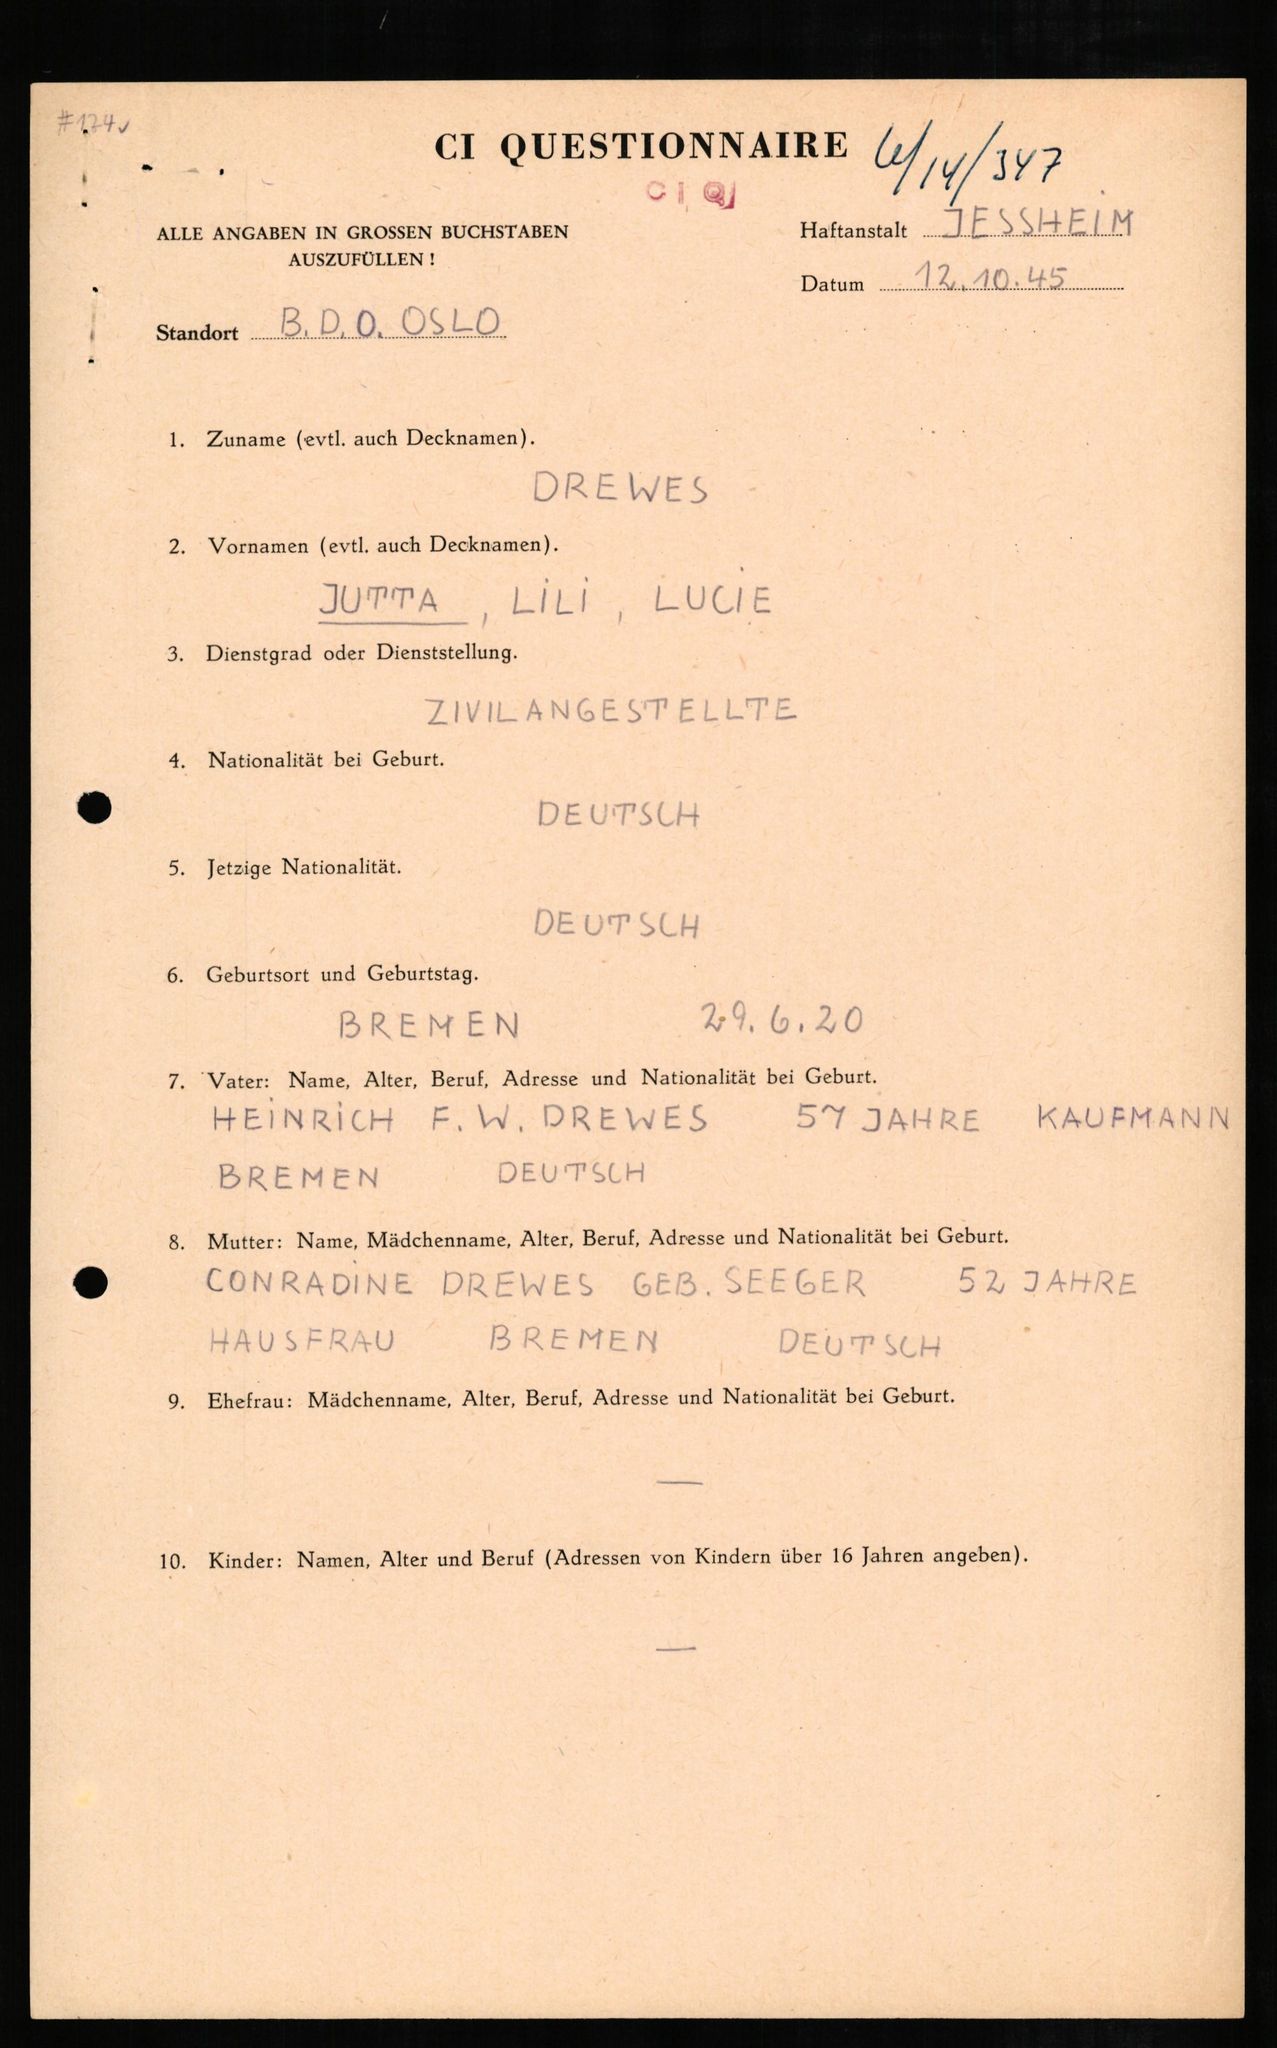 #174
CI QUESTIONNAIRE
/14/347
CIQ
ALLE ANGABEN IN GROSSEN BUCHSTABEN
AUSZUFÜLLEN!
Haftanstalt JESSHEIM
Datum 12.10.45
Standort B.D.O. OSLO
1. Zuname (evtl. auch Decknamen).
DREWES
2. Vornamen (evtl. auch Decknamen).
JUTTA, LILI, LUCIE
3. Dienstgrad oder Dienststellung.
ZIVILANGESTELLTE
4. Nationalität bei Geburt.
DEUTSCH
5. Jetzige Nationalität.
DEUTSCH
6. Geburtsort und Geburtstag.
BREMEN 29.6.20
7. Vater: Name, Alter, Beruf, Adresse und Nationalität bei Geburt.
HEINRICH F. W. DREWES 57 JAHRE KAUFMANN
BREMEN DEUTSCH
8. Mutter: Name, Mädchenname, Alter, Beruf, Adresse und Nationalität bei Geburt.
CONRADINE DREWES GEB. SEEGER 52 JAHRE
HAUSFRAU BREMEN DEUTSCH
9. Ehefrau: Mädchenname, Alter, Beruf, Adresse und Nationalität bei Geburt.
—
10. Kinder: Namen, Alter und Beruf (Adressen von Kindern über 16 Jahren angeben).
—